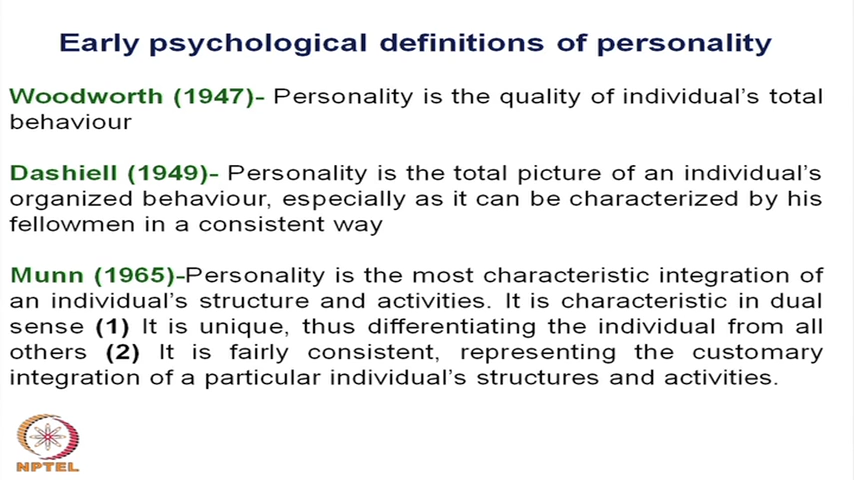 Early psychological definitions of personality
Woodworth (1947)- Personality is the quality of individual's total
behaviour
Dashiell (1949)- Personality is the total picture of an individual's
organized behaviour, especially as it can be characterized by his
fellowmen in a consistent way
Munn (1965)-Personality is the most characteristic integration of
an individual's structure and activities. It is characteristic in dual
sense (1) It is unique, thus differentiating the individual from all
others (2) It is fairly consistent, representing the customary
integration of a particular individual's structures and activities.
NPTEL